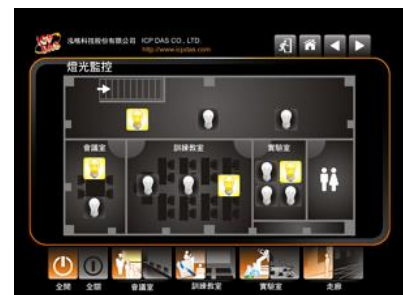 泓格科技股份有限公司 ICP DAS CO., LTD.
http://www.icpdas.com
燈光監控
會議室 訓練教室 實驗室
全開 全關 會議室 訓練教室 實驗室 走廊